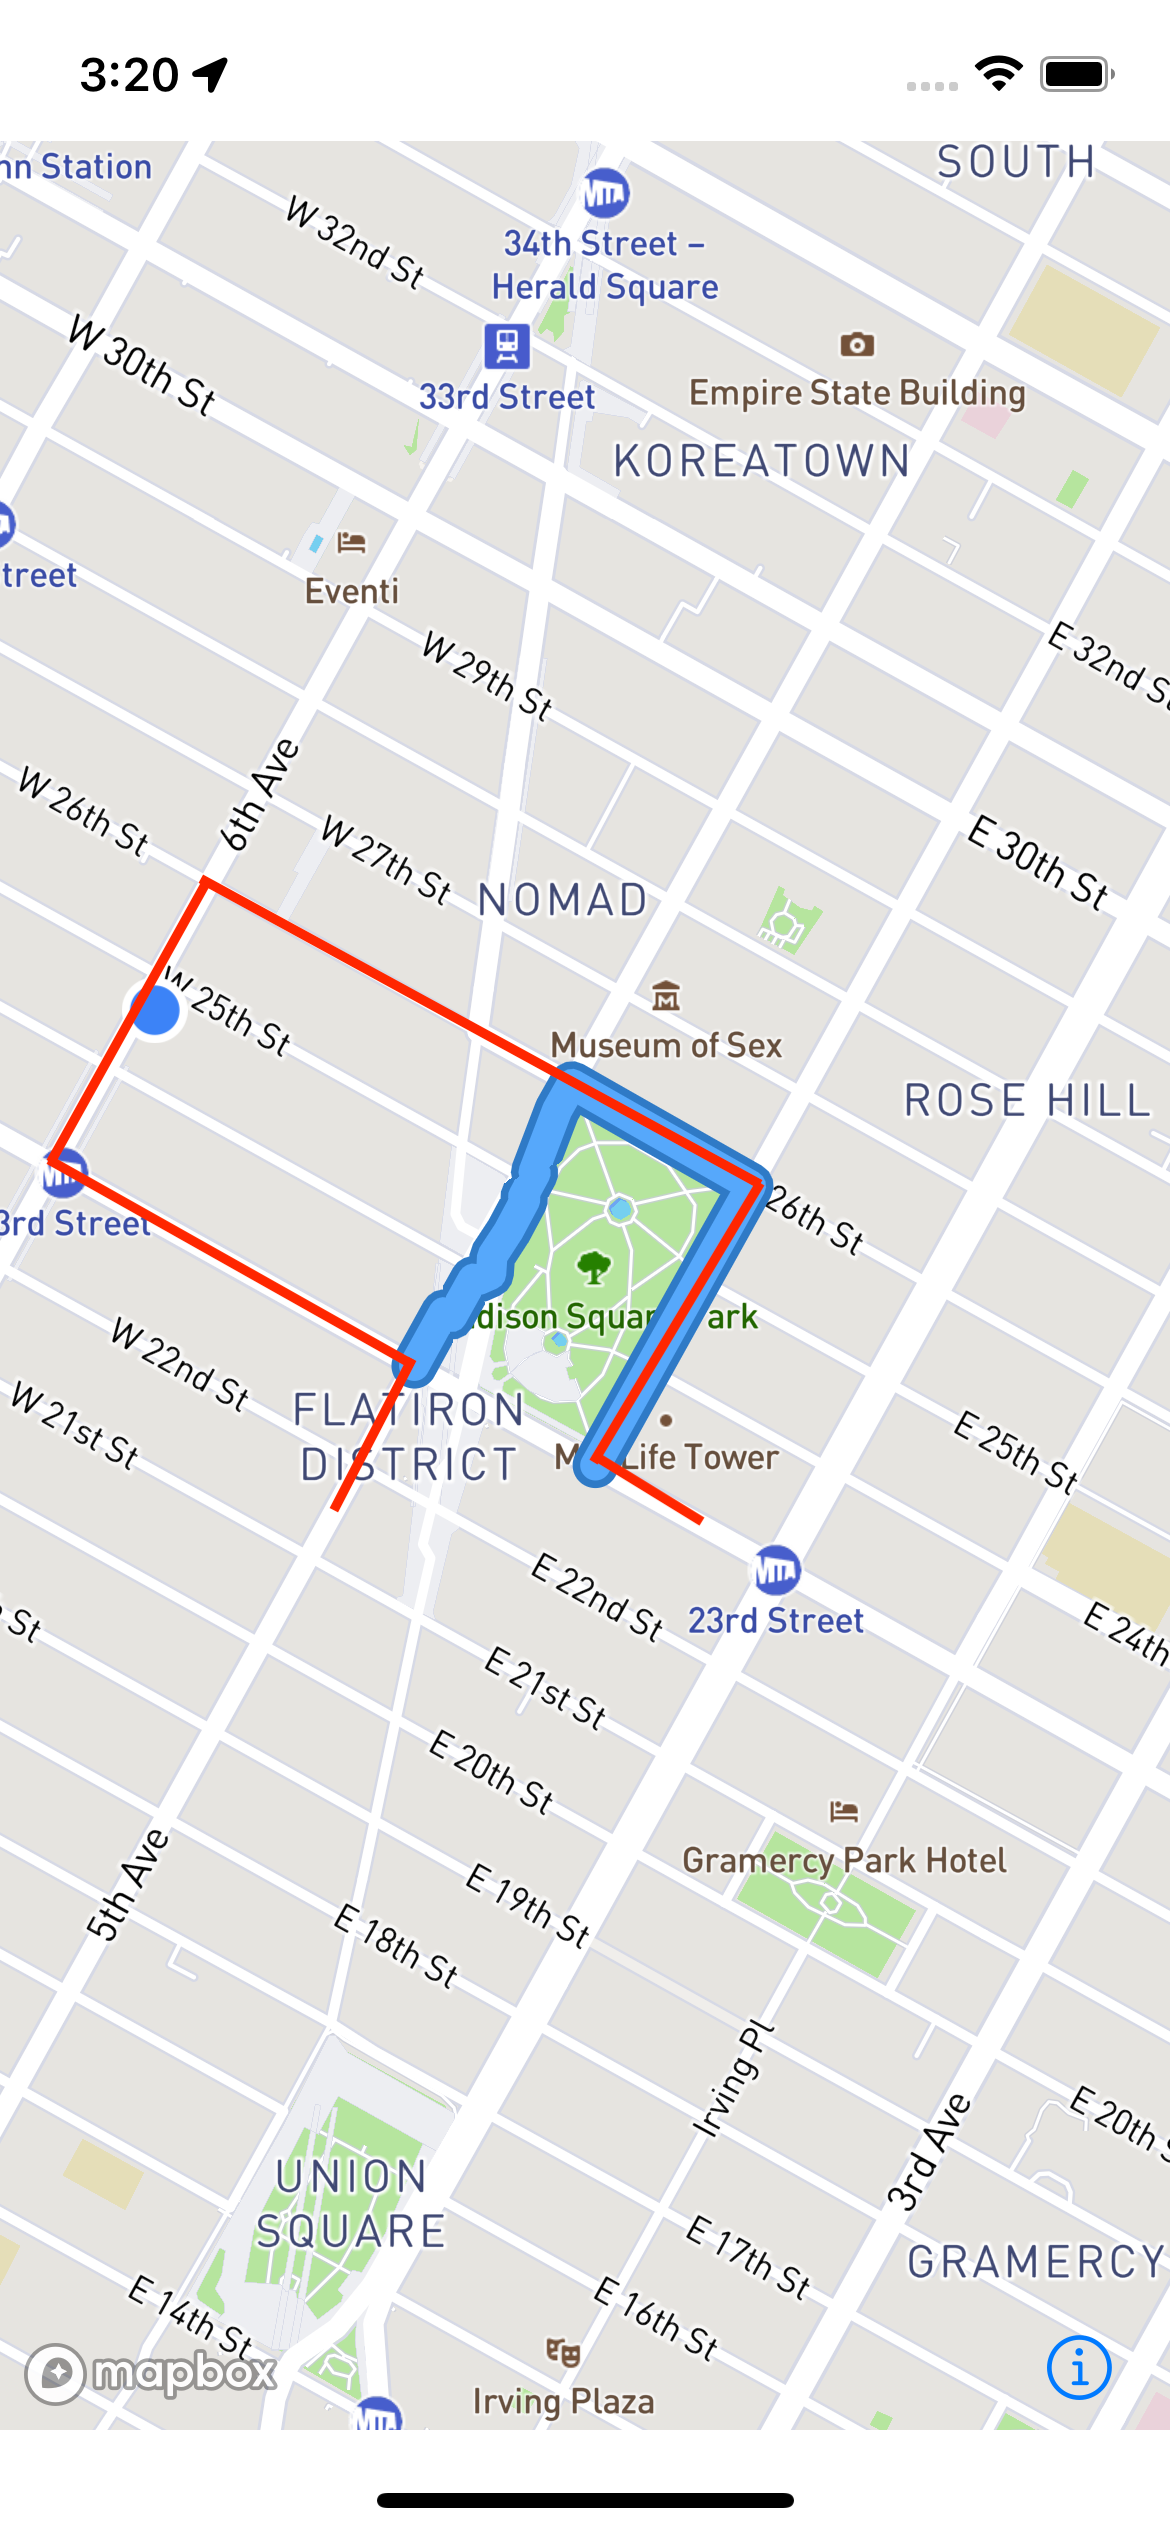 3:20
nn Station
SOUTH
MTA
34th Street –
Herald Square
W 32nd St
W 30th St
33rd Street
Empire State Building
KOREATOWN
treet
Eventi
E 32nd St
W 29th St
6th Ave
W 26th St
W 27th St
E 30th St
NOMAD
W 25th St
Museum of Sex
ROSE HILL
3rd Street
26th St
dison Squar
ark
W 22nd St
W 21st St
FLATIRON
DISTRICT
Life Tower
E 25th St
MTA
23rd Street
E 22nd St
St
E 24th
E 21st St
E 20th St
Gramercy Park Hotel
5th Ave
E 19th St
E 18th St
Irving Pl
3rd Ave
E 20th S
UNION
SQUARE
E 17th St
GRAMERCY
E 14th St
E 16th St
mapbox
Irving Plaza
MTA